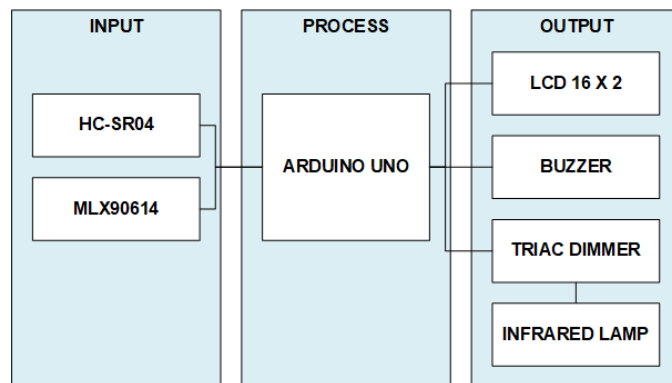 INPUT
HC-SR04
MLX90614
PROCESS
ARDUINO UNO
OUTPUT
LCD 16 X 2
BUZZER
TRIAC DIMMER
INFRARED LAMP